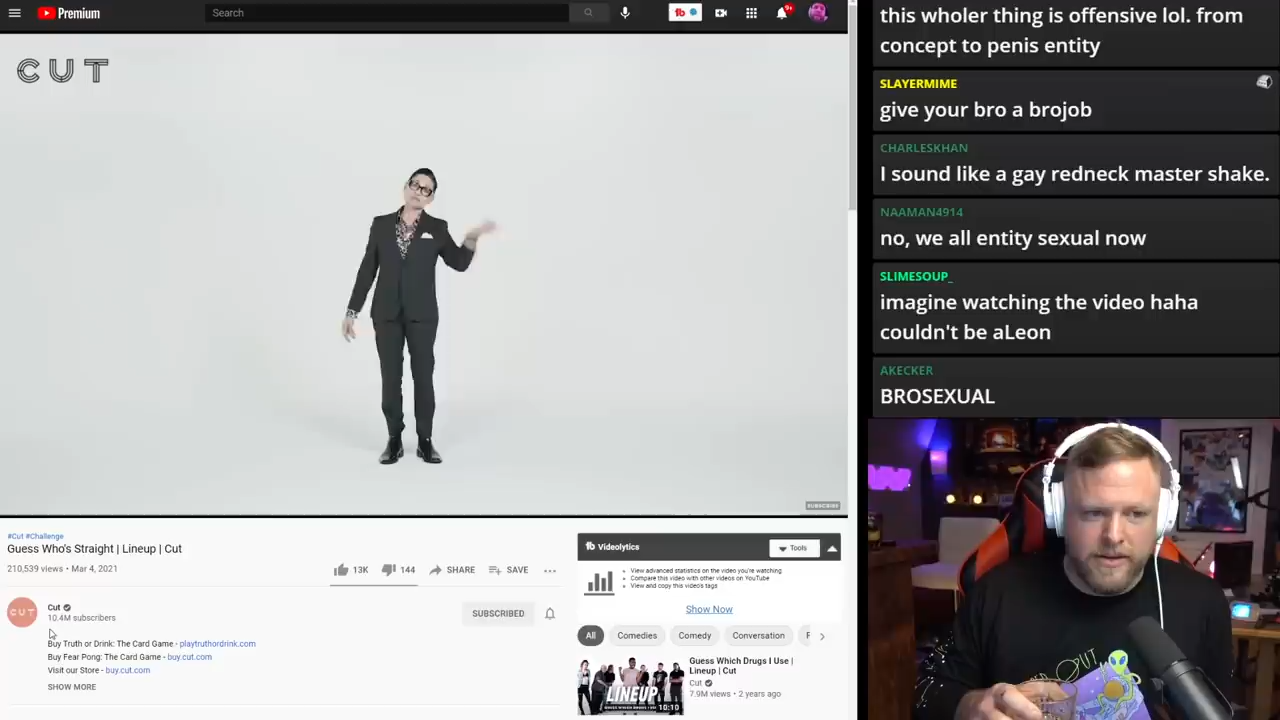 Premium
Search
9+
CUT
SUBSCRIBE
#Cut #Challenge
Guess Who's Straight | Lineup | Cut
210,539 views • Mar 4, 2021
13K
144
SHARE
SAVE
CUT
Cut
10.4M subscribers
SUBSCRIBED
Buy Truth or Drink: The Card Game - playtruthordrink.com
Buy Fear Pong: The Card Game - buy.cut.com
Visit our Store - buy.cut.com
SHOW MORE
Videolytics
Tools
View advanced statistics on the video you're watching
Compare this video with other videos on YouTube
View and copy this video's tags
Show Now
All
Comedies
Comedy
Conversation
LINEUP
10:10
Guess Which Drugs I Use |
Lineup | Cut
Cut
7.9M views • 2 years ago
this wholer thing is offensive lol. from
concept to penis entity
SLAYERMIME
give your bro a brojob
CHARLESKHAN
I sound like a gay redneck master shake.
NAAMAN4914
no, we all entity sexual now
SLIMESOUP_
imagine watching the video haha
couldn't be aLeon
AKECKER
BROSEXUAL